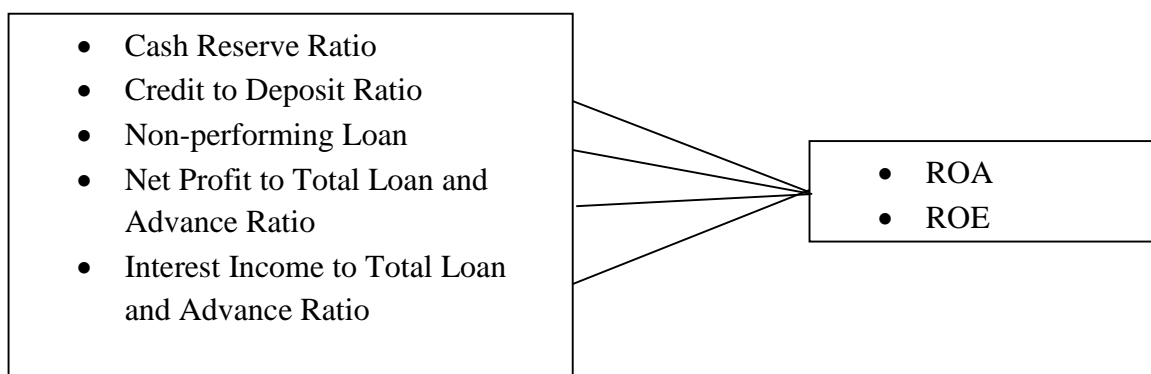 • Cash Reserve Ratio
• Credit to Deposit Ratio
• Non-performing Loan
• Net Profit to Total Loan and
Advance Ratio
• Interest Income to Total Loan
and Advance Ratio
• ROA
• ROE